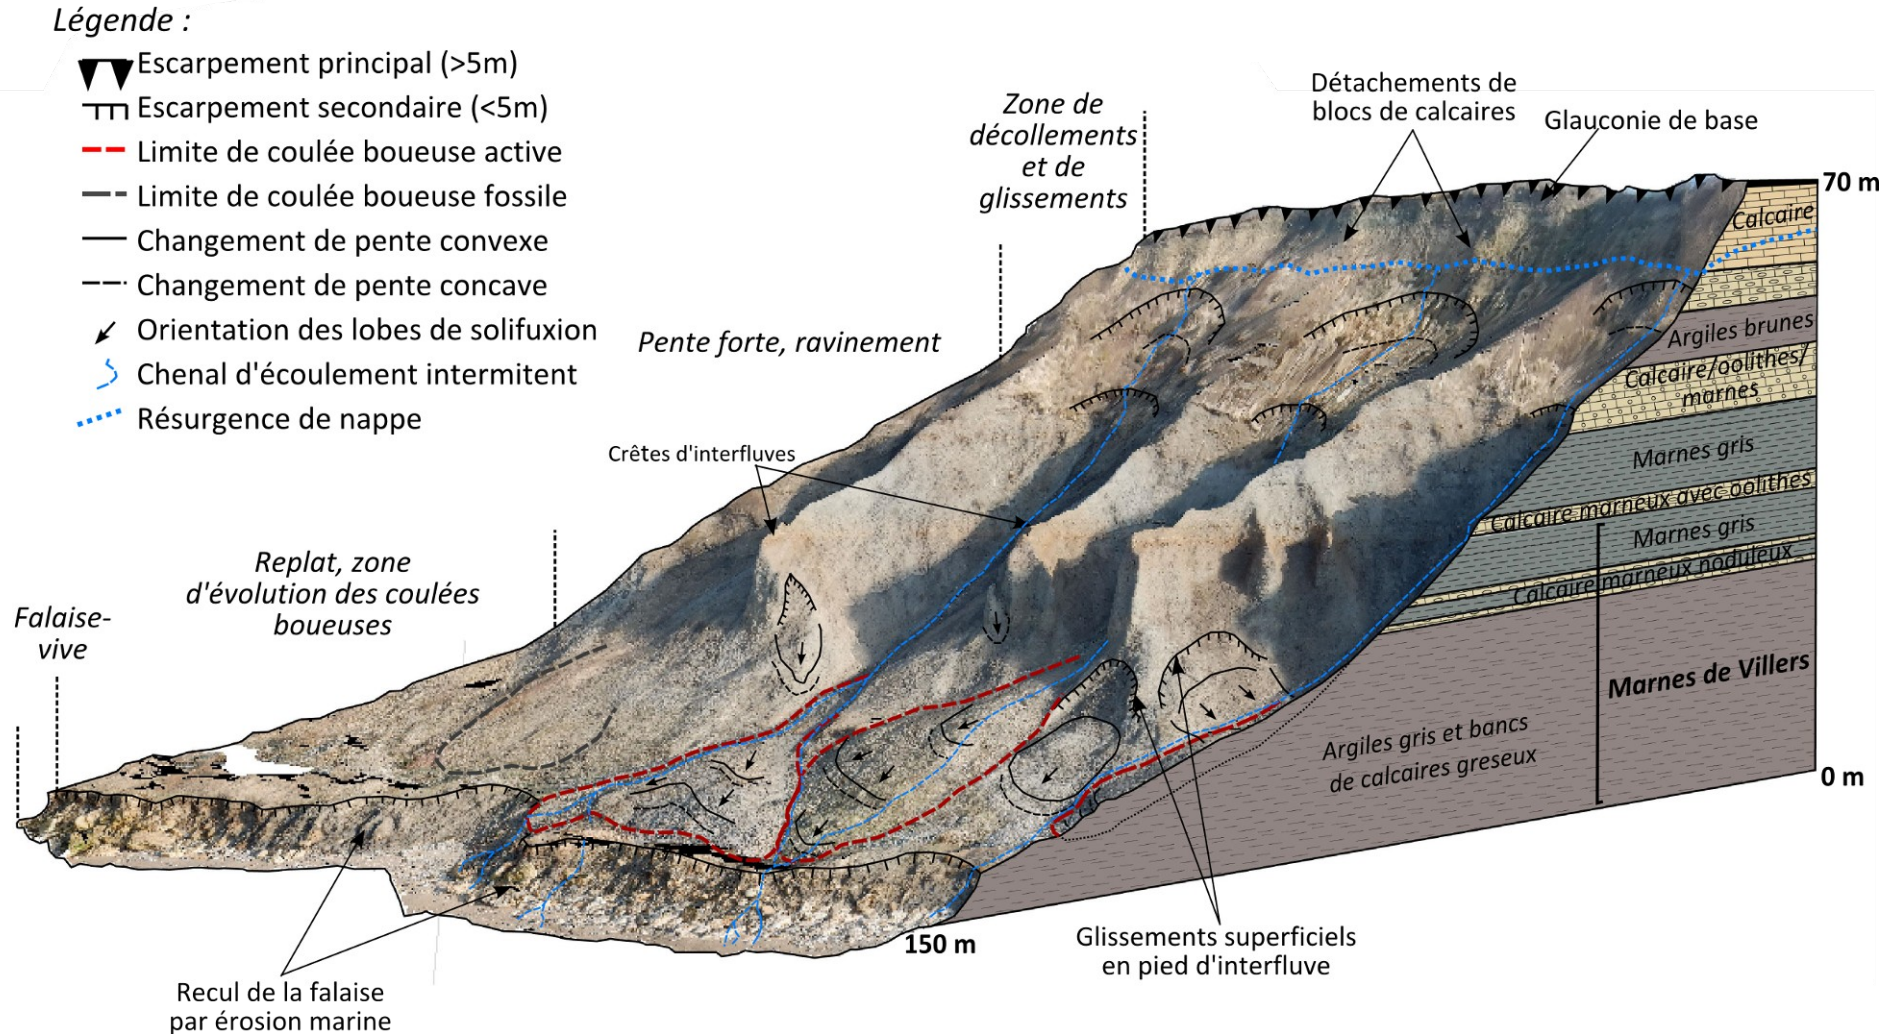 Légende :
Escarpement principal (>5m)
Escarpement secondaire (<5m)
Limite de coulée boueuse active
Limite de coulée boueuse fossile
Changement de pente convexe
Changement de pente concave
Orientation des lobes de solifuxion
Chenal d'écoulement intermitent
Résurgence de nappe
Falaise-
vive
Replat, zone
d'évolution des coulées
boueuses
Pente forte, ravinement
Zone de
décollements
et de
glissements
Détachements de
blocs de calcaires
Glauconie de base
Crêtes d'interfluves
70 m
Calcaire
Argiles brunes
Calcaire/oolithes/
marnes
Marnes gris
Calcaire marneux avec oolithes
Marnes gris
Calcaire marneux noduleux
Marnes de Villers
Argiles gris et bancs
de calcaires greseux
0 m
150 m
Glissements superficiels
en pied d'interfluve
Recul de la falaise
par érosion marine